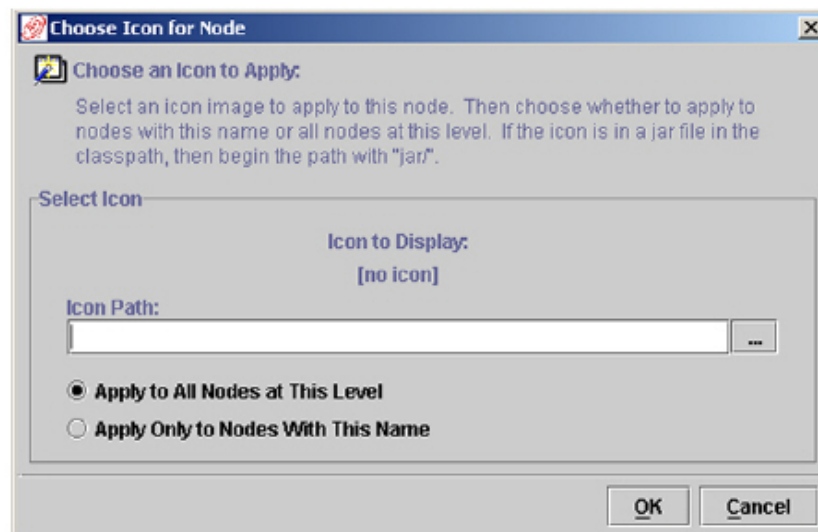 Choose Icon for Node
Choose an Icon to Apply:
Select an icon image to apply to this node. Then choose whether to apply to
nodes with this name or all nodes at this level. If the icon is in a jar file in the
classpath, then begin the path with "jar/".
Select Icon
Icon to Display:
[no icon]
Icon Path:
...
Apply to All Nodes at This Level
Apply Only to Nodes With This Name
OK Cancel